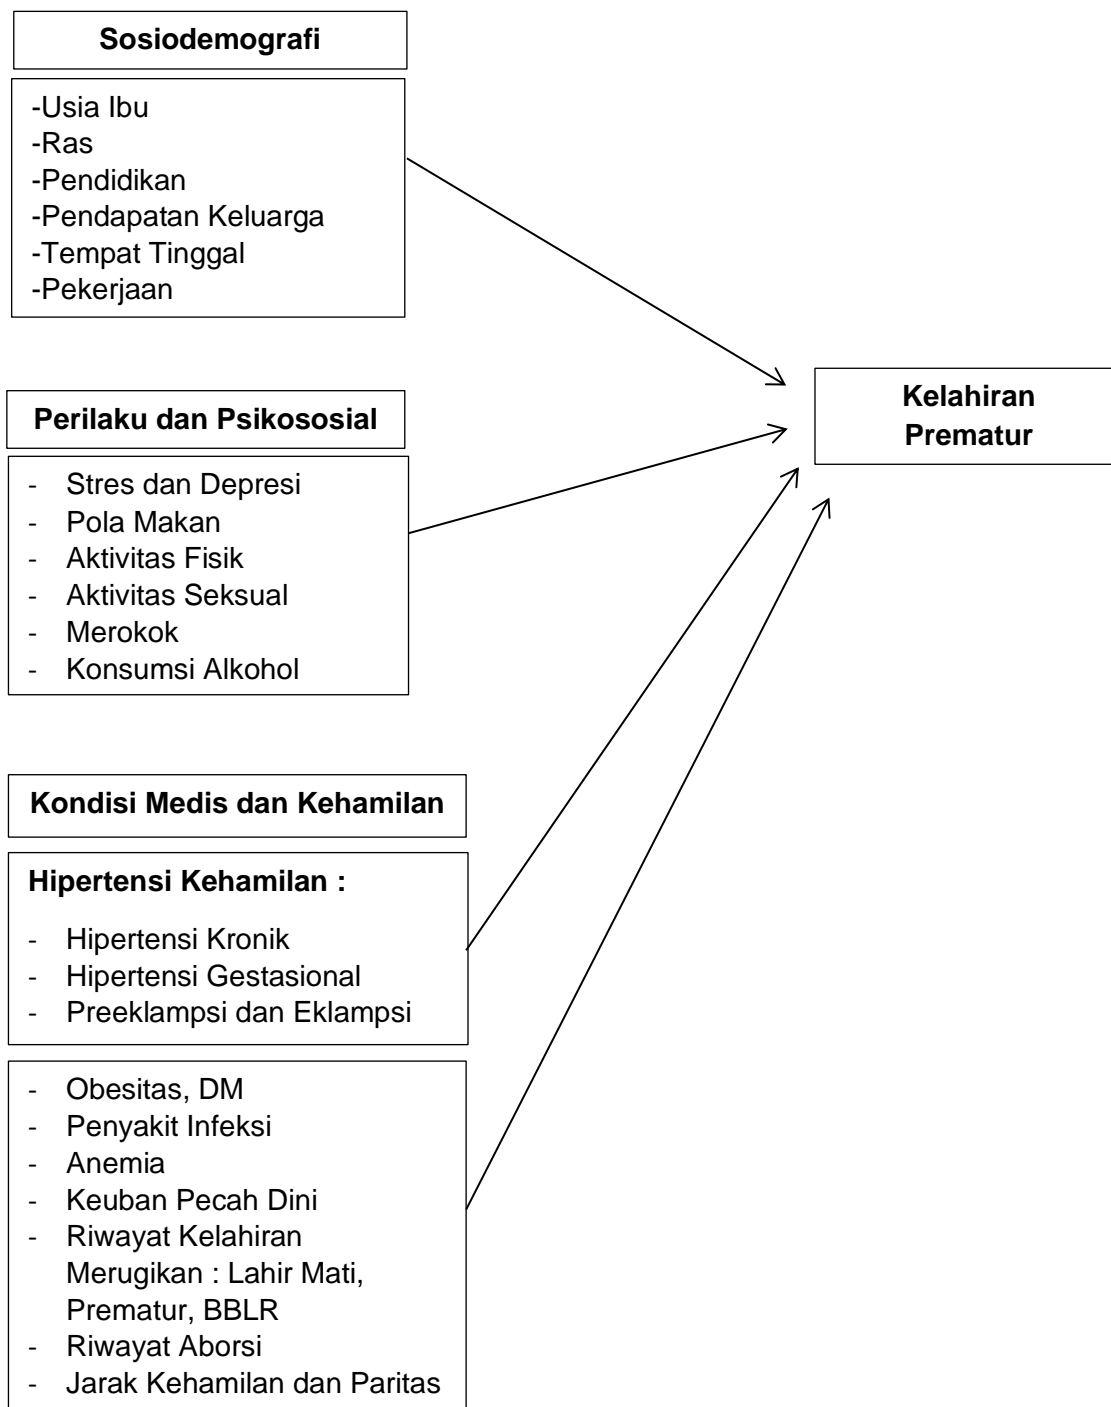 Sosiodemografi
-Usia Ibu
-Ras
-Pendidikan
-Pendapatan Keluarga
-Tempat Tinggal
-Pekerjaan
Kelahiran
Prematur
Perilaku dan Psikososial
- Stres dan Depresi
- Pola Makan
- Aktivitas Fisik
- Aktivitas Seksual
- Merokok
- Konsumsi Alkohol
Kondisi Medis dan Kehamilan
Hipertensi Kehamilan :
- Hipertensi Kronik
- Hipertensi Gestasional
- Preeklampsi dan Eklampsi
- Obesitas, DM
- Penyakit Infeksi
- Anemia
- Keuban Pecah Dini
- Riwayat Kelahiran
Merugikan : Lahir Mati,
Prematur, BBLR
- Riwayat Aborsi
- Jarak Kehamilan dan Paritas